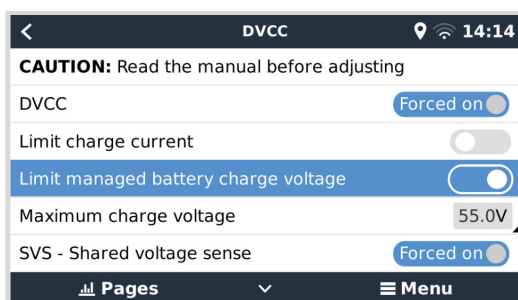 DVCC
14:14
CAUTION: Read the manual before adjusting
DVCC
Forced on
Limit charge current
Limit managed battery charge voltage
Maximum charge voltage
55.0V
SVS - Shared voltage sense
Forced on
Pages
Menu